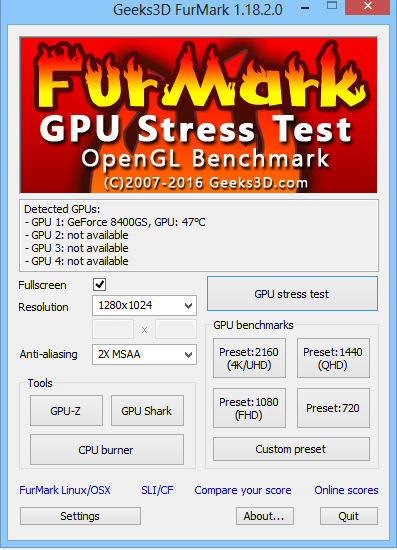 Geeks3D FurMark 1.18.2.0
FurMark
GPU Stress Test
OpenGL Benchmark
(C)2007-2016 Geeks3D.com
Detected GPUs:
- GPU 1: GeForce 8400GS, GPU: 47°C
- GPU 2: not available
- GPU 3: not available
- GPU 4: not available
Fullscreen
GPU stress test
Resolution
1280x1024
x
Anti-aliasing
2X MSAA
GPU benchmarks
Preset:2160
(4K/UHD)
Preset:1440
(QHD)
Preset:1080
(FHD)
Preset:720
Custom preset
Tools
GPU-Z
GPU Shark
CPU burner
FurMark Linux/OSX
SLI/CF
Compare your score
Online scores
Settings
About...
Quit